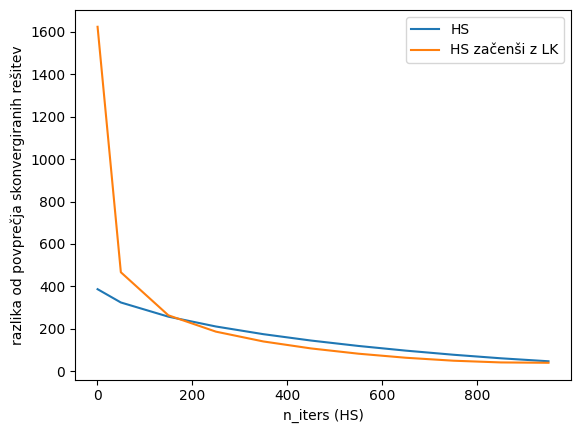 HS
HS začenši z LK
razlika od povprečja skonvergiranih rešitev
1600
1400
1200
1000
800
600
400
200
0
0 200 400 600 800
n_iters (HS)